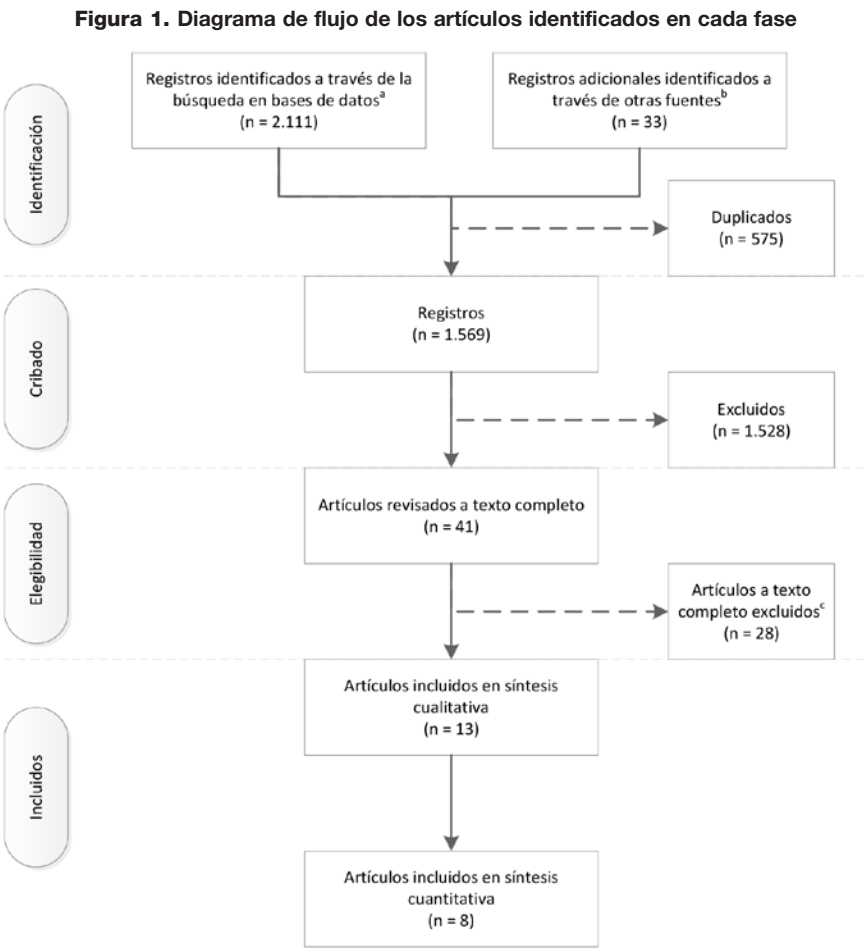 Figura 1. Diagrama de flujo de los artículos identificados en cada fase
Identificación
Registros identificados a través de la
búsqueda en bases de datosª
(n = 2.111)
Registros adicionales identificados a
través de otras fuentesᵇ
(n = 33)
Duplicados
(n = 575)
Cribado
Registros
(n = 1.569)
Excluidos
(n = 1.528)
Elegibilidad
Artículos revisados a texto completo
(n = 41)
Artículos a texto
completo excluidosᶜ
(n = 28)
Incluidos
Artículos incluidos en síntesis
cualitativa
(n = 13)
Artículos incluidos en síntesis
cuantitativa
(n = 8)